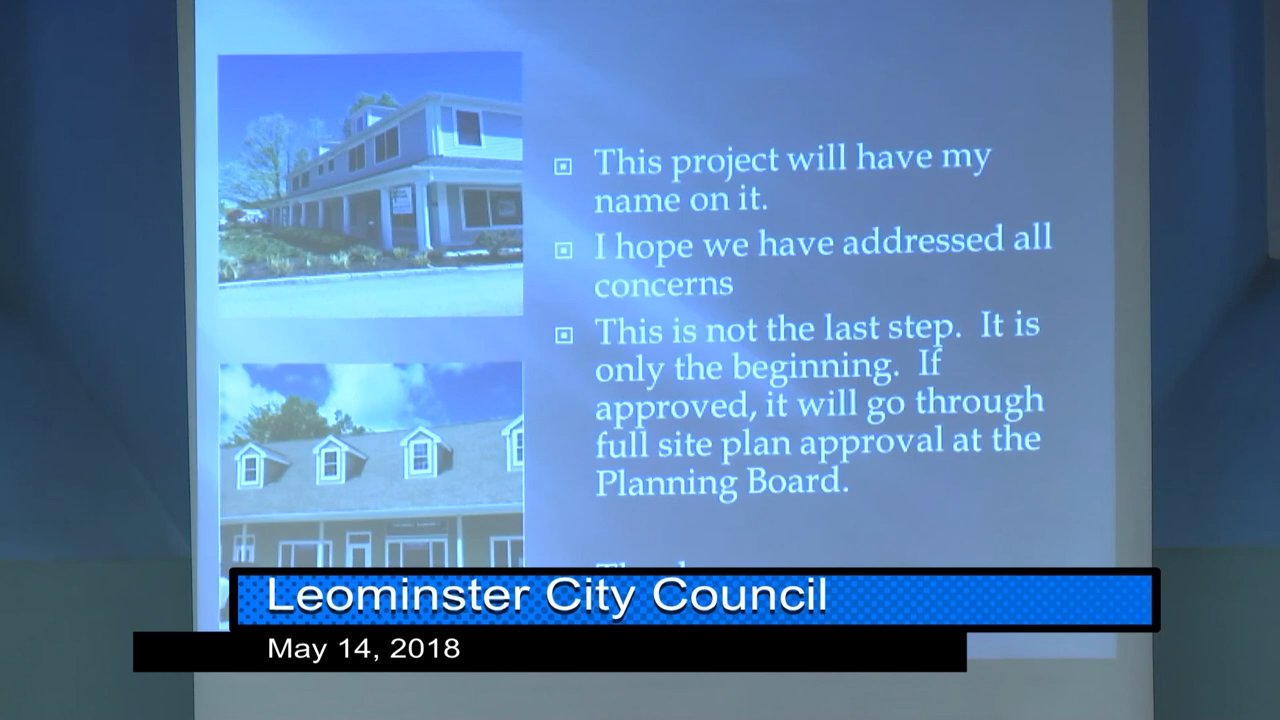 This project will have my
name on it.
I hope we have addressed all
concerns
This is not the last step.  It is
only the beginning.  If
approved, it will go through
full site plan approval at the
Planning Board.
Leominster City Council
May 14, 2018